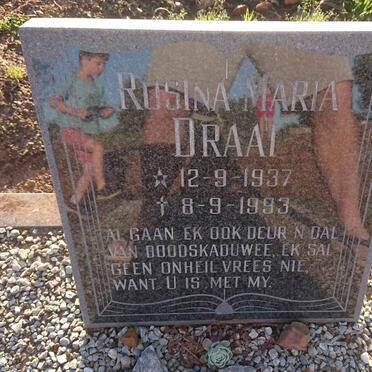 ROSINA MARIA
DRAAI
☆ 12-9-1937
✝ 8-9-1993
AL GAAN EK OOK DEUR 'N DAL
VAN DOODSKADUWEE, EK SAL
GEEN ONHEIL VREES NIE,
WANT U IS MET MY.